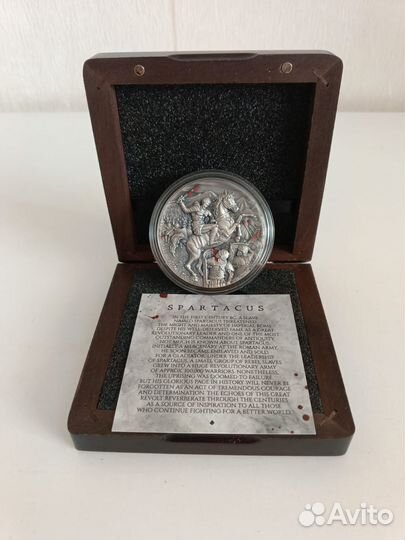 SPARTACUS
IN THE FIRST CENTURY BC, A SLAVE
NAMED SPARTACUS THREATENED
THE MIGHT AND MAJESTY OF IMPERIAL ROME.
DESPITE HIS WELL-DESERVED FAME AS A GREAT
REVOLUTIONARY LEADER AND ONE OF THE MOST
OUTSTANDING COMMANDERS OF ANTIQUITY,
NOT MUCH IS KNOWN ABOUT SPARTACUS.
INITIALLY A MERCENARY AT THE ROMAN ARMY,
HE SOON BECAME ENSLAVED AND SOLD
FOR A GLADIATOR. UNDER THE LEADERSHIP
OF SPARTACUS, A SMALL GROUP OF REBEL SLAVES
GREW INTO A HUGE REVOLUTIONARY ARMY
OF APPROX. 100,000 WARRIORS. NONETHELESS,
THE UPRISING WAS DOOMED TO FAILURE
BUT HIS GLORIOUS PAGE IN HISTORY WILL NEVER BE
FORGOTTEN AS AN ACT OF TREMENDOUS COURAGE
AND DETERMINATION. THE ECHOES OF THIS GREAT
REVOLT REVERBERATE THROUGH THE CENTURIES
AS A SOURCE OF INSPIRATION TO ALL THOSE
WHO CONTINUE FIGHTING FOR A BETTER WORLD.
Avito